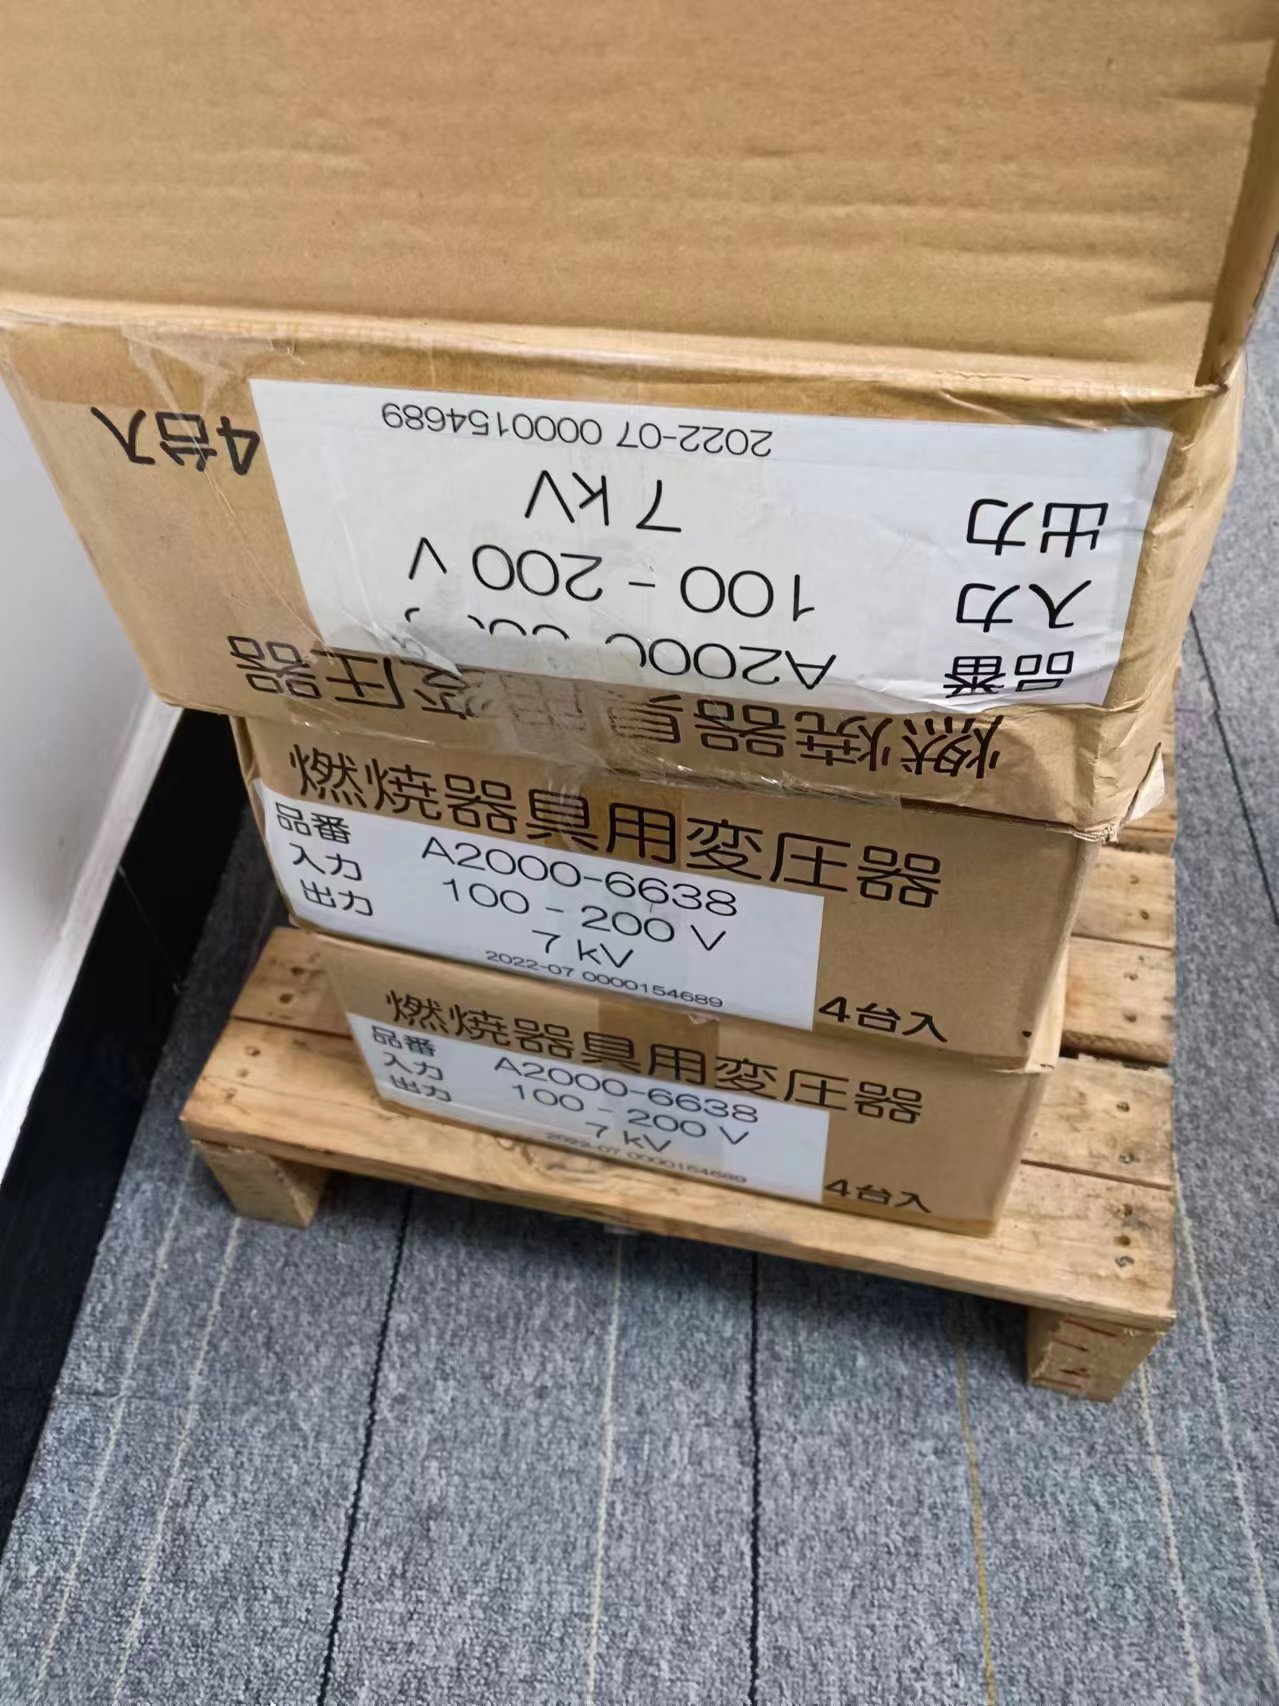 2022-07 0000154689
出力 7 kV
入力 100 - 200 V
品番
4台入
燃焼器具 変圧器
燃焼器具用変圧器
品番 A2000-6638
入力 100 - 200 V
出力 7 kV
2022-07 0000154689
4台入
燃焼器具用変圧器
品番 A2000-6638
入力 100 - 200 V
出力 7 kV
2022-07 0000154689
4台入